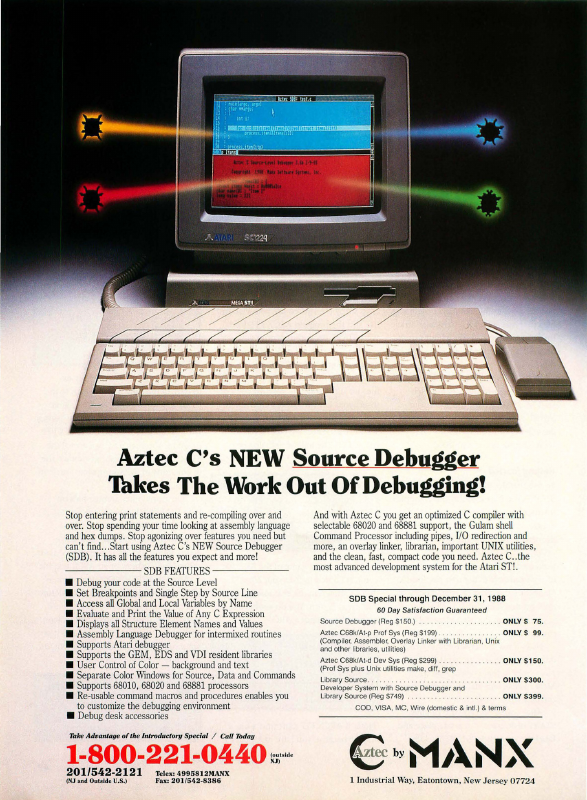 Aztec SDB test.c
ATARI SC1224
MEGA ST
Aztec C's NEW Source Debugger
Takes The Work Out Of Debugging!
Stop entering print statements and re-compiling over and
over. Stop spending your time looking at assembly language
and hex dumps. Stop agonizing over features you need but
can't find...Start using Aztec C's NEW Source Debugger
(SDB). It has all the features you expect and more!
SDB FEATURES
■ Debug your code at the Source Level
■ Set Breakpoints and Single Step by Source Line
■ Access all Global and Local Variables by Name
■ Evaluate and Print the Value of Any C Expression
■ Displays all Structure Element Names and Values
■ Assembly Language Debugger for intermixed routines
■ Supports Atari debugger
■ Supports the GEM, EDS and VDI resident libraries
■ User Control of Color — background and text
■ Separate Color Windows for Source, Data and Commands
■ Supports 68010, 68020 and 68881 processors
■ Re-usable command macros and procedures enables you
to customize the debugging environment
■ Debug desk accessories
And with Aztec C you get an optimized C compiler with
selectable 68020 and 68881 support, the Gulam shell
Command Processor including pipes, I/O redirection and
more, an overlay linker, librarian, important UNIX utilities,
and the clean, fast, compact code you need. Aztec C..the
most advanced development system for the Atari ST!.
SDB Special through December 31, 1988
60 Day Satisfaction Guaranteed
Source Debugger (Reg $150.) ONLY $ 75.
Aztec C68k/At-p Prof Sys (Reg $199) ONLY $ 99.
(Compiler, Assembler, Overlay Linker with Librarian, Unix
and other libraries, utilities)
Aztec C68k/At-d Dev Sys (Reg $299) ONLY $150.
(Prof Sys plus Unix utilities make, diff, grep
Library Source ONLY $300.
Developer System with Source Debugger and
Library Source (Reg $749) ONLY $399.
COD, VISA, MC, Wire (domestic & intl.) & terms
Take Advantage of the Introductory Special / Call Today
1-800-221-0440 (outside NJ)
201/542-2121 Telex: 4995812MANX
(NJ and Outside U.S.) Fax: 201/542-8386
Aztec C by MANX
1 Industrial Way, Eatontown, New Jersey 07724